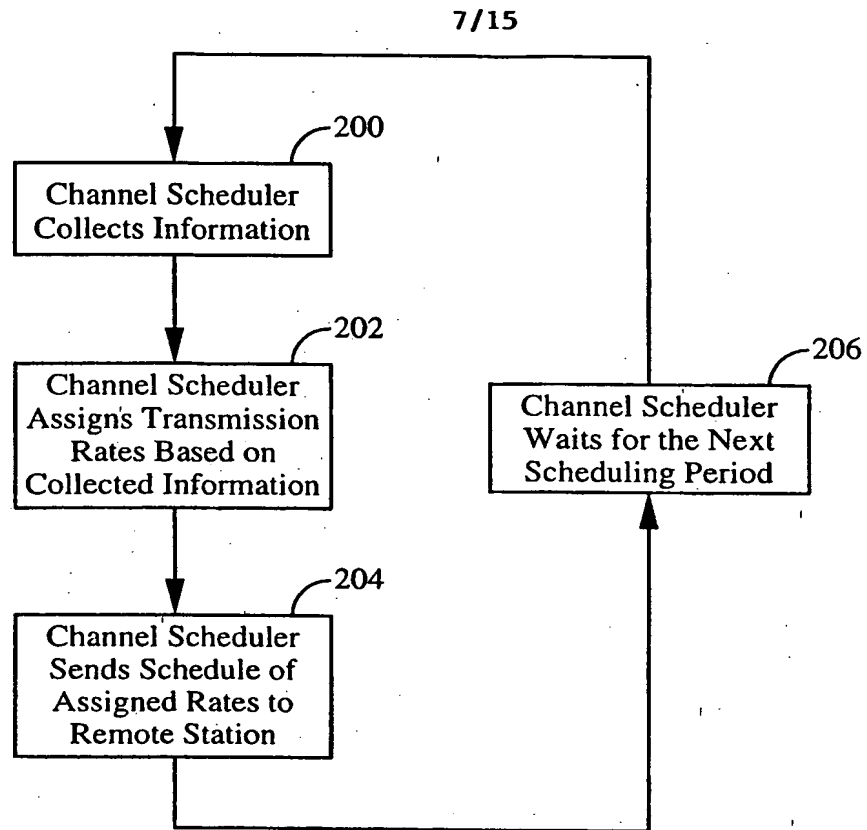 7/15
200
Channel Scheduler
Collects Information
202
Channel Scheduler
Assign's Transmission
Rates Based on
Collected Information
206
Channel Scheduler
Waits for the Next
Scheduling Period
204
Channel Scheduler
Sends Schedule of
Assigned Rates to
Remote Station